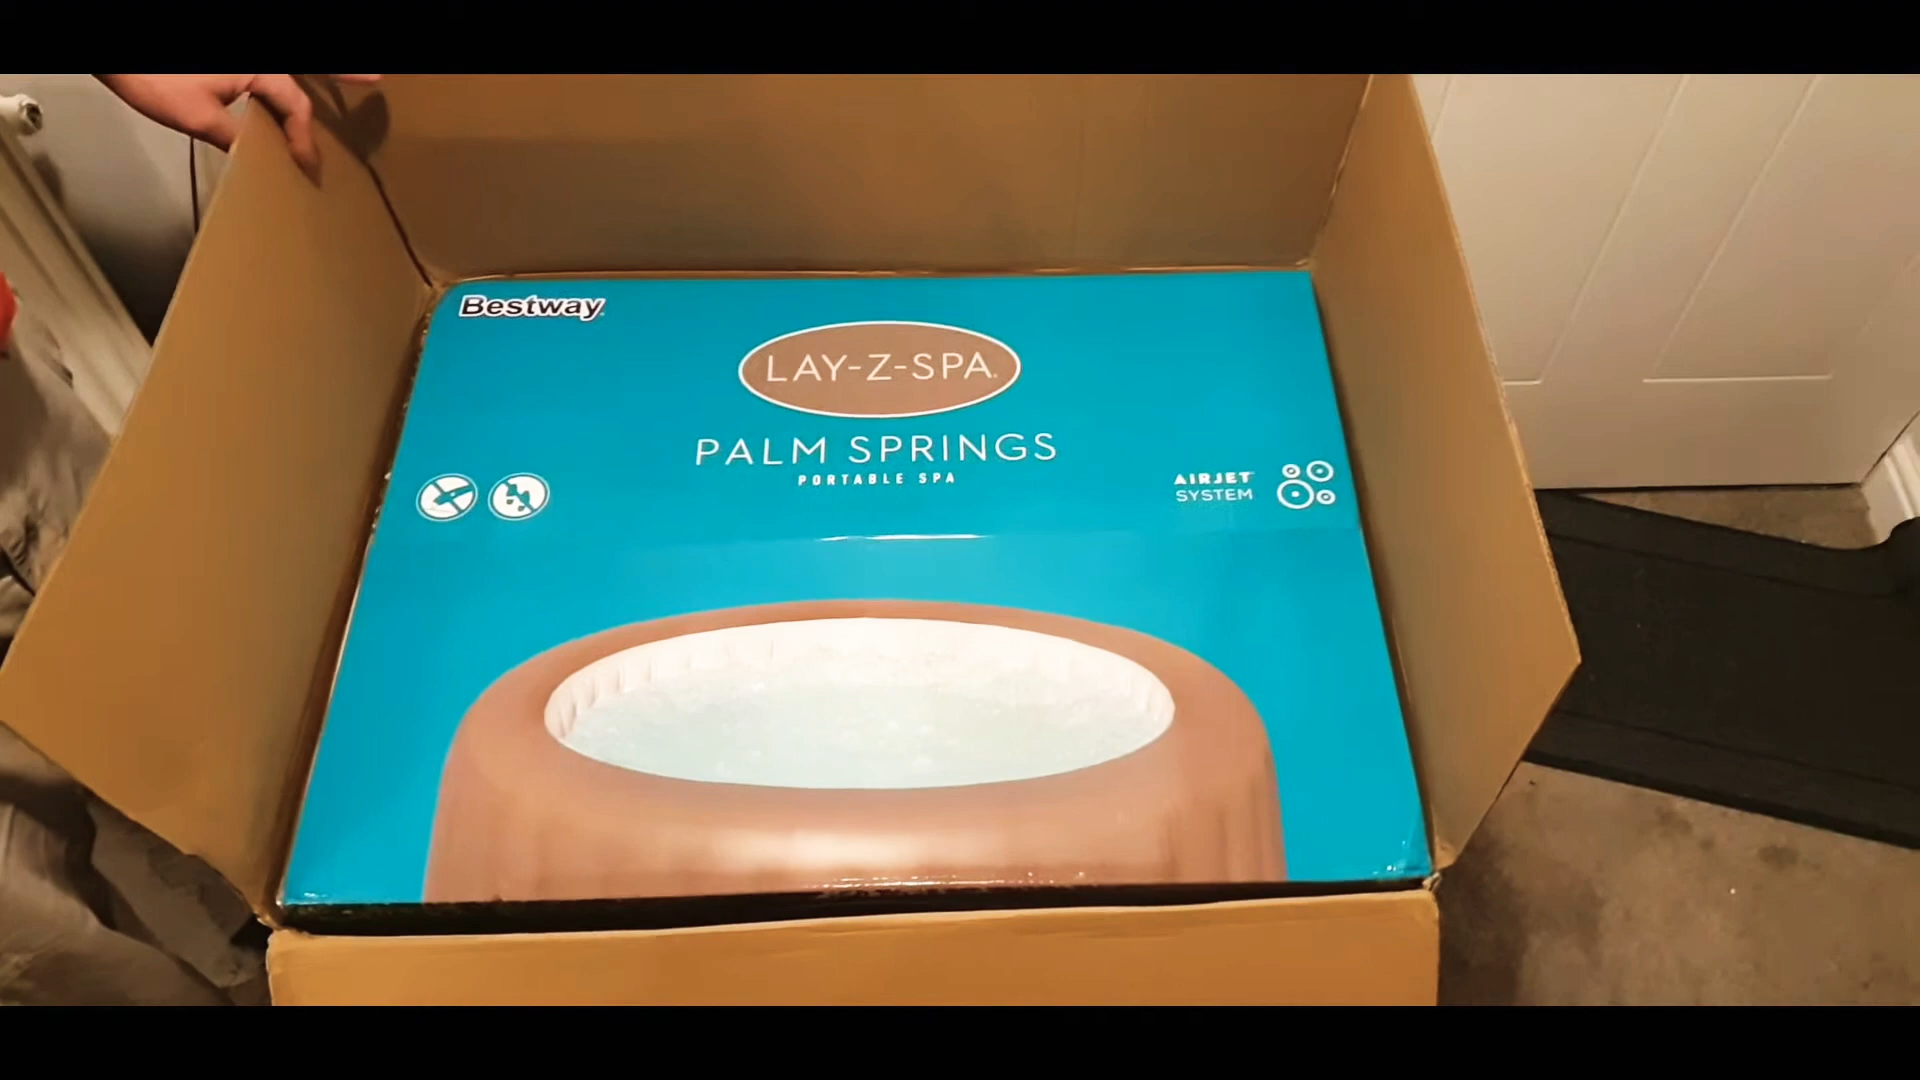 Bestway
LAY-Z-SPA
PALM SPRINGS
PORTABLE SPA
AIRJET
SYSTEM